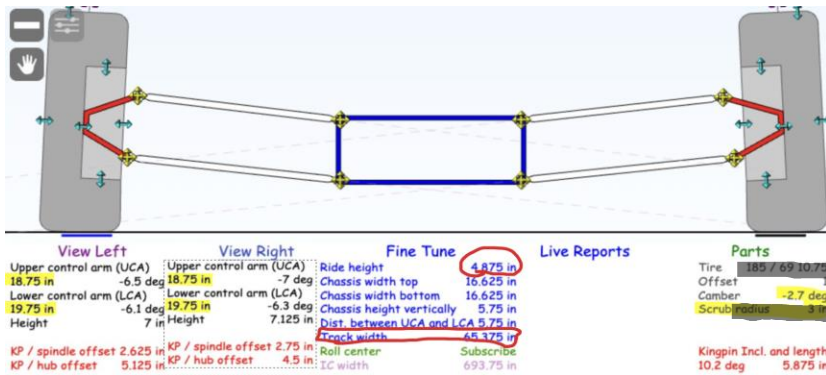 View Left
Upper control arm (UCA)
18.75 in -6.5 deg
Lower control arm (LCA)
19.75 in -6.1 deg
Height 7 in
KP / spindle offset 2.625 in
KP / hub offset 5.125 in
View Right
Upper control arm (UCA)
18.75 in -7 deg
Lower control arm (LCA)
19.75 in -6.3 deg
Height 7.125 in
KP / spindle offset 2.75 in
KP / hub offset 4.5 in
Fine Tune
Ride height 4.875 in
Chassis width top 16.625 in
Chassis width bottom 16.625 in
Chassis height vertically 5.75 in
Dist. between UCA and LCA 5.75 in
Track width 65.375 in
Roll center Subscribe
IC width 693.75 in
Live Reports
Parts
Tire 185 / 69 10.75
Offset
Camber -2.7 deg
Scrub radius 3 in
Kingpin Incl. and length
10.2 deg 5.875 in